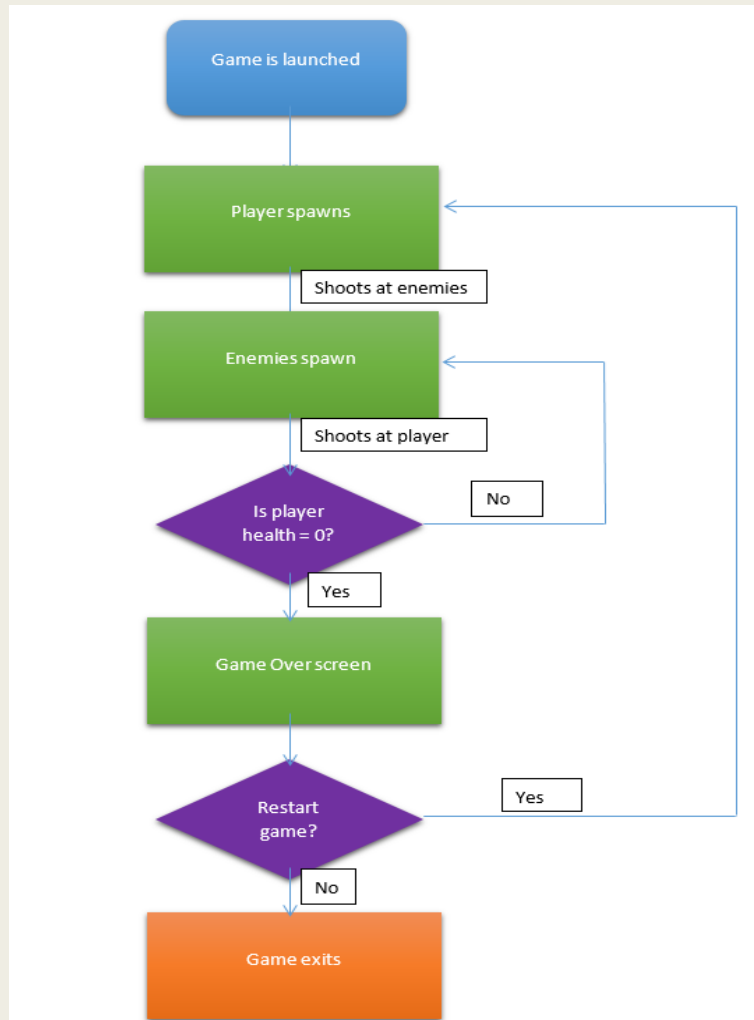 Game is launched
Player spawns
Shoots at enemies
Enemies spawn
Shoots at player
Is player
health = 0?
No
Yes
Game Over screen
Restart
game?
Yes
No
Game exits